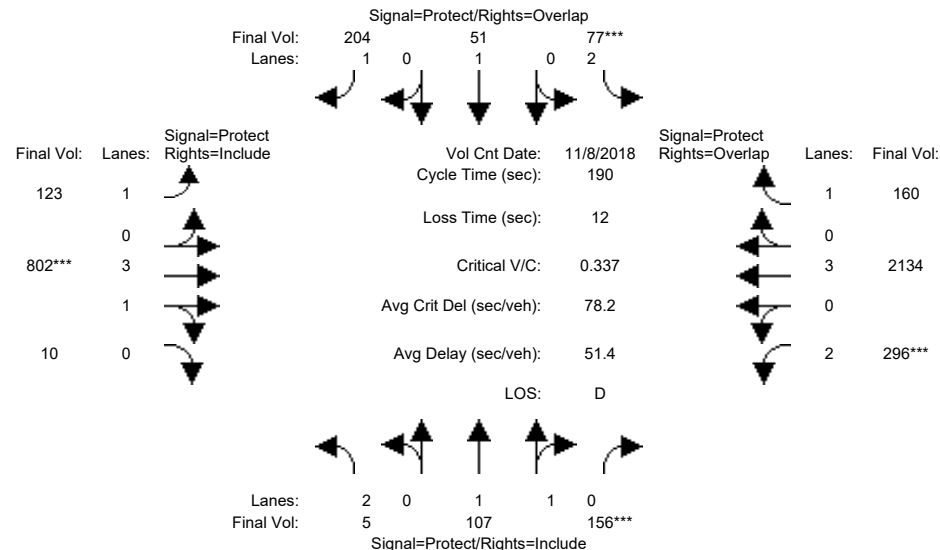 Signal=Protect/Rights=Overlap
Final Vol: 204 51 77***
Lanes: 1 0 1 0 2
Signal=Protect
Final Vol: Lanes: Rights=Include
Vol Cnt Date: 11/8/2018
Signal=Protect
Rights=Overlap Lanes: Final Vol:
Cycle Time (sec): 190
123 1
1 160
Loss Time (sec): 12
0
0
802*** 3
Critical V/C: 0.337
3 2134
1
Avg Crit Del (sec/veh): 78.2
0
10 0
Avg Delay (sec/veh): 51.4
2 296***
LOS: D
Lanes: 2 0 1 1 0
Final Vol: 5 107 156***
Signal=Protect/Rights=Include